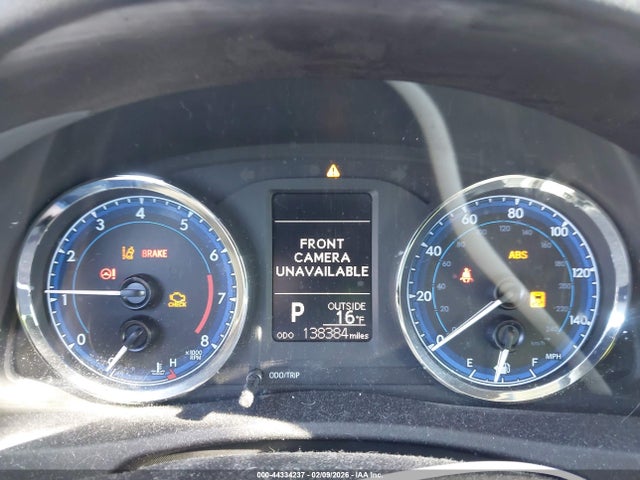 3 4 5
2 6
1 7
0 8
BRAKE
CHECK
x1000
RPM
C H
FRONT
CAMERA
UNAVAILABLE
P OUTSIDE
16°F
ODO 138384 miles
ODO/TRIP
60 80 100
40 120
20 140
0
ABS
E F MPH
000-44334237 - 02/09/2026 - IAA Inc.